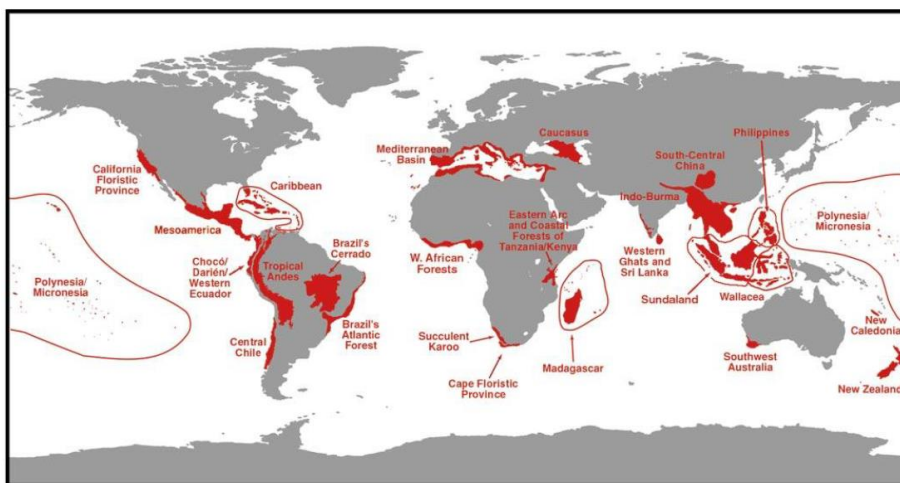 Philippines
Caucasus
Mediterranean
Basin
South-Central
China
California
Floristic
Province
Caribbean
Indo-Burma
Eastern Arc
and Coastal
Forests of
Tanzania/Kenya
Polynesia/
Micronesia
Mesoamerica
Brazil's
Cerrado
W. African
Forests
Western
Ghats and
Sri Lanka
Chocó/
Darién/
Western
Ecuador
Tropical
Andes
Polynesia/
Micronesia
Sundaland
Wallacea
Brazil's
Atlantic
Forest
New
Caledonia
Central
Chile
Succulent
Karoo
Madagascar
Southwest
Australia
Cape Floristic
Province
New Zealand